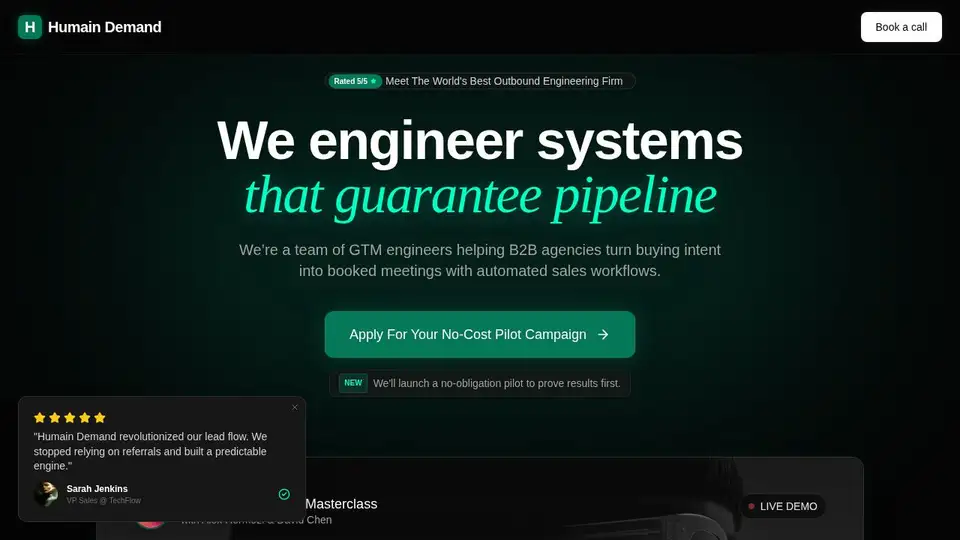 H Humain Demand
Book a call
Rated 5/5 ★ Meet The World's Best Outbound Engineering Firm
We engineer systems
that guarantee pipeline
We're a team of GTM engineers helping B2B agencies turn buying intent
into booked meetings with automated sales workflows.
Apply For Your No-Cost Pilot Campaign →
NEW We'll launch a no-obligation pilot to prove results first.
"Humain Demand revolutionized our lead flow. We
stopped relying on referrals and built a predictable
engine."
Sarah Jenkins
VP Sales @ TechFlow
Masterclass
with Alex Hormozi & David Chen
LIVE DEMO